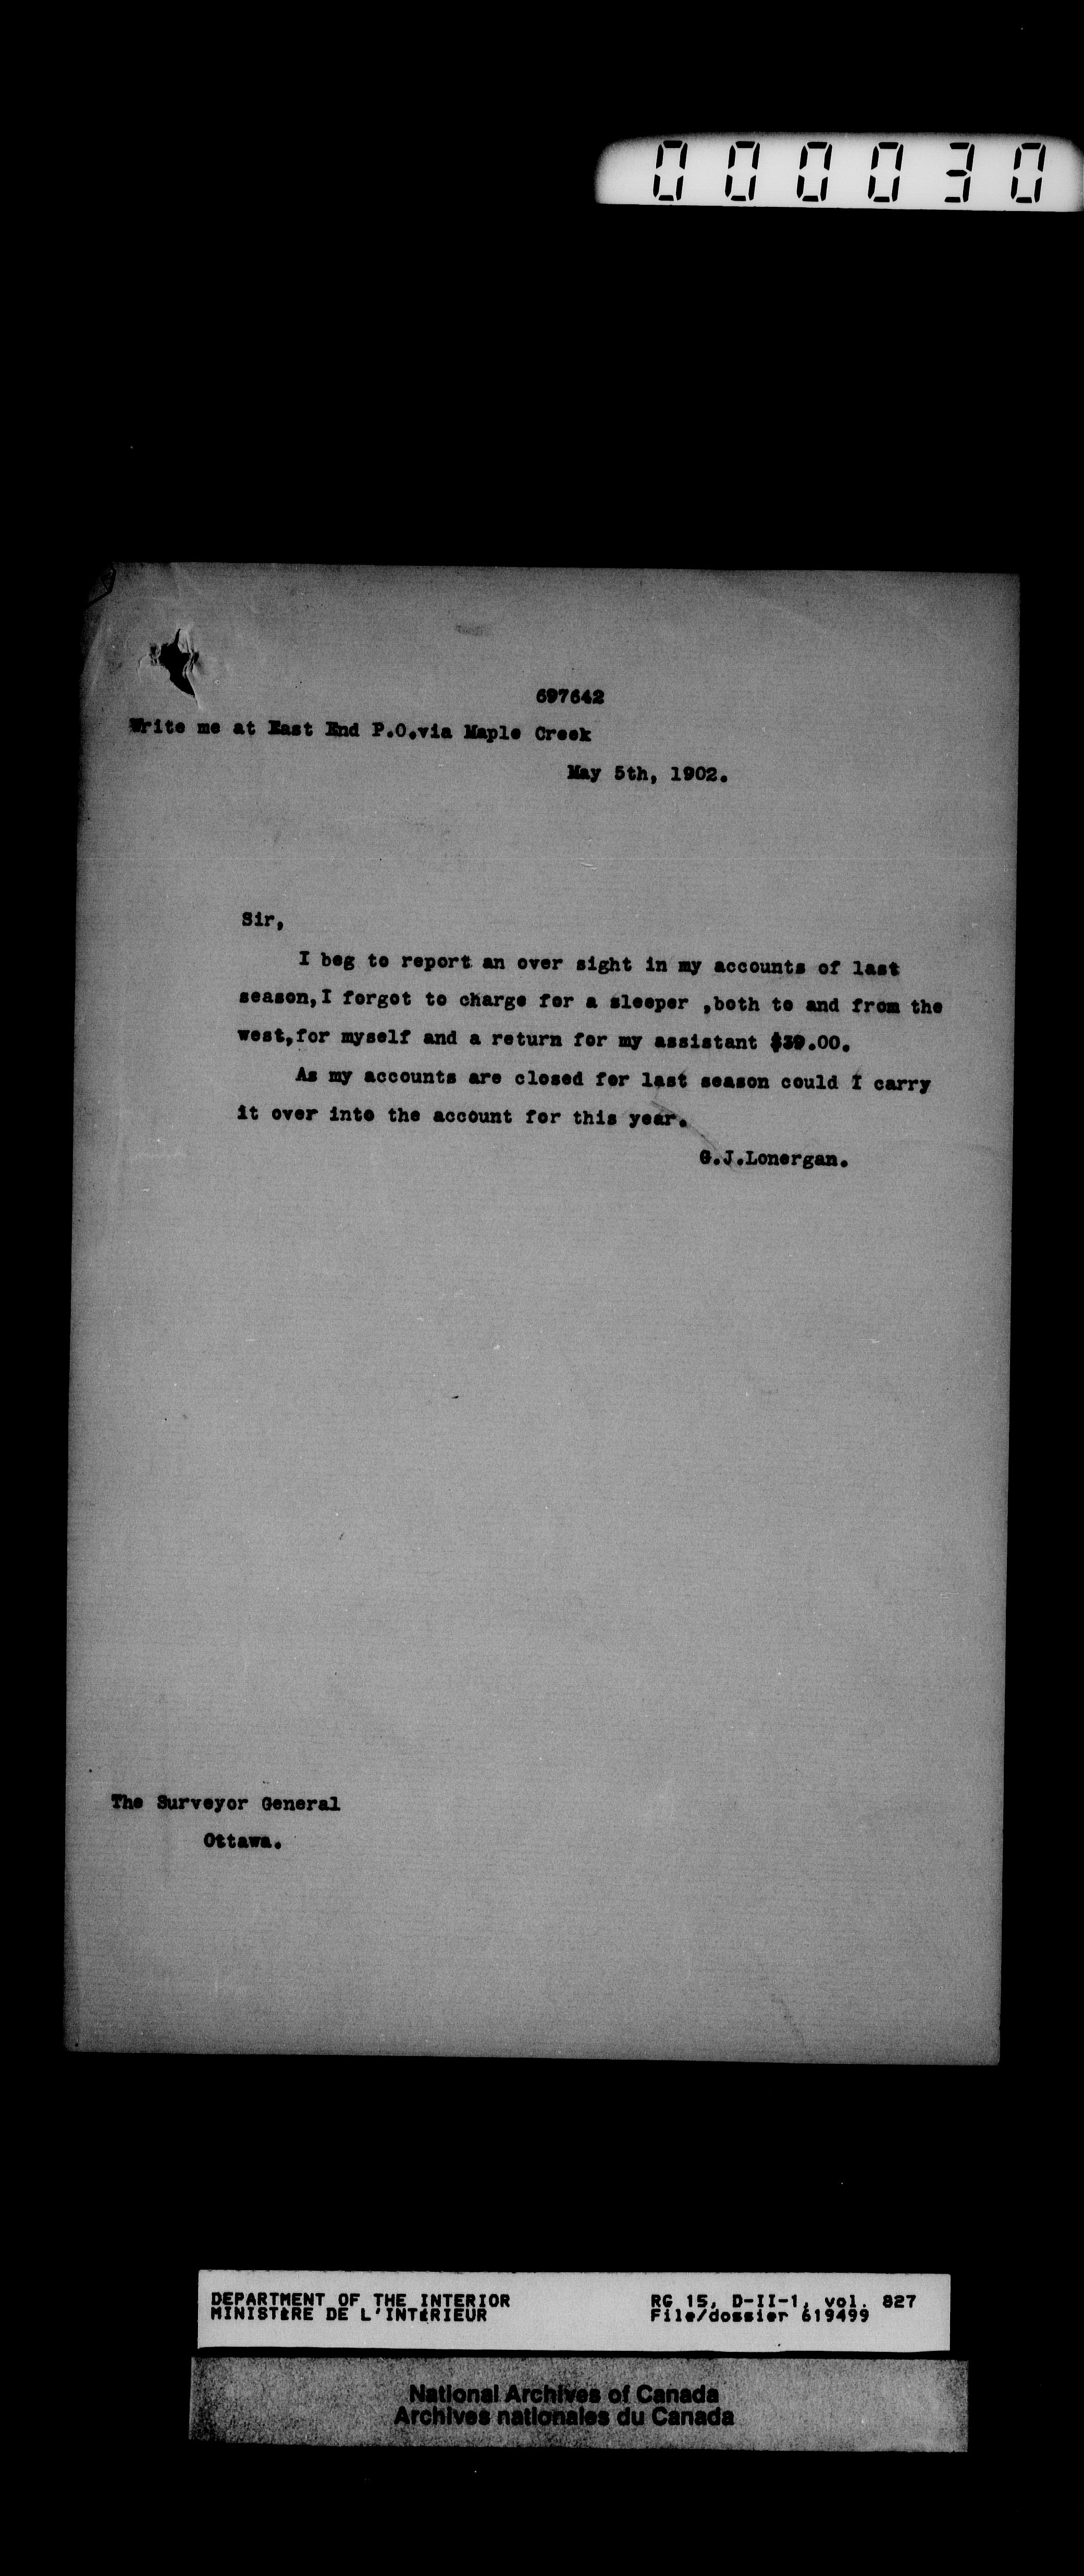 000030
697642
Write me at East End P.O.via Maple Creek
May 5th, 1902.
Sir,
I beg to report an over sight in my accounts of last
season,I forgot to charge for a sleeper ,both to and from the
west,for myself and a return for my assistant $39.00.
As my accounts are closed for last season could I carry
it over into the account for this year.
G.J.Lonergan.
The Surveyor General
Ottawa.
DEPARTMENT OF THE INTERIOR
MINISTÈRE DE L'INTÉRIEUR
RG 15, D-II-1, vol. 827
File/dossier 619499
National Archives of Canada
Archives nationales du Canada